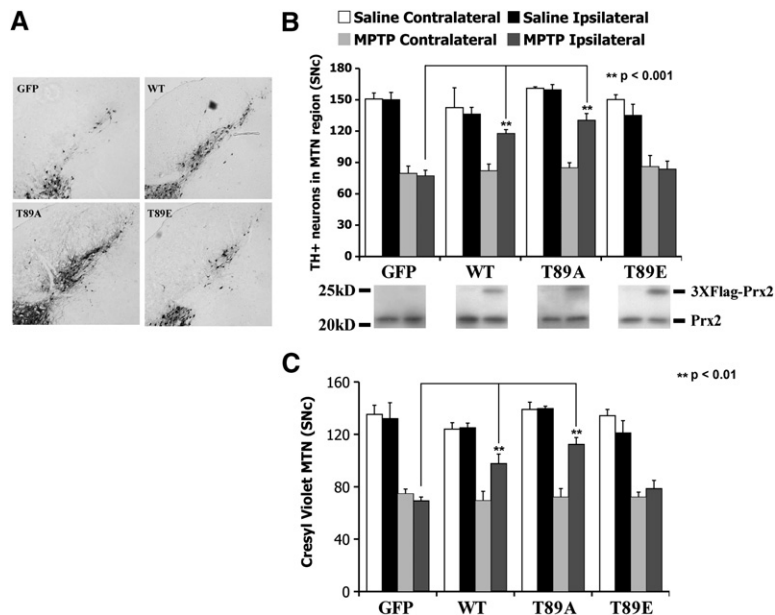 A
GFP
WT
T89A
T89E
B
Saline Contralateral
Saline Ipsilateral
MPTP Contralateral
MPTP Ipsilateral
** p < 0.001
TH+ neurons in MTN region (SNc)
180
150
120
90
60
30
0
**
**
GFP
WT
T89A
T89E
25kD
3XFlag-Prx2
20kD
Prx2
C
** p < 0.01
Cresyl Violet MTN (SNc)
160
120
80
40
0
**
**
GFP
WT
T89A
T89E